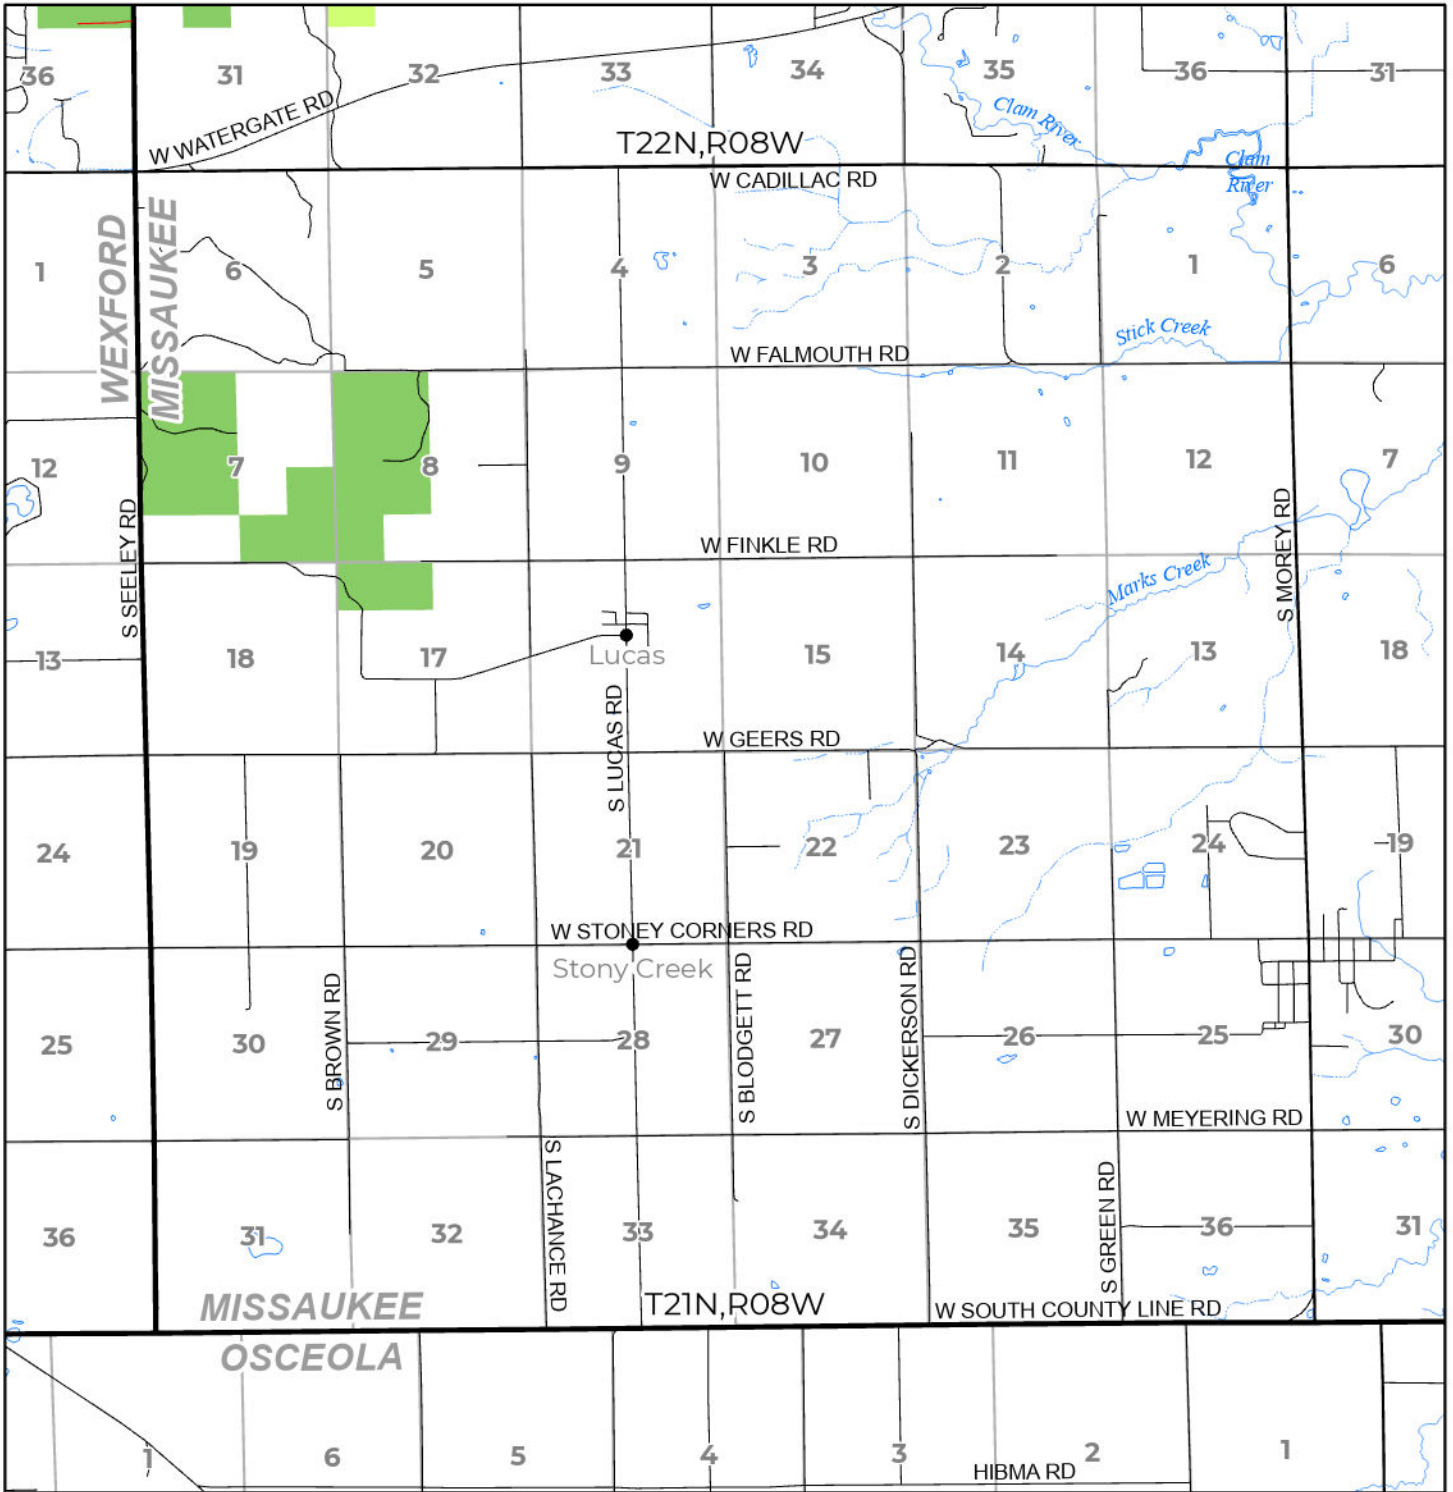 36 31 32 33 34 35 36 31
W WATERGATE RD
Clam River
T22N,R08W
Clam
River
W CADILLAC RD
WEXFORD
MISSAUKEE
1 6 5 4 3 2 1 6
Stick Creek
W FALMOUTH RD
12 7 8 9 10 11 12 7
S SEELEY RD
S MOREY RD
W FINKLE RD
Marks Creek
Lucas
13 18 17 15 14 13 18
S LUCAS RD
W GEERS RD
24 19 20 21 22 23 24 19
W STONEY CORNERS RD
Stony Creek
S BROWN RD
S BLODGETT RD
S DICKERSON RD
25 30 29 28 27 26 25 30
W MEYERING RD
S LACHANCE RD
S GREEN RD
36 31 32 33 34 35 36 31
MISSAUKEE
T21N,R08W
W SOUTH COUNTY LINE RD
OSCEOLA
1 6 5 4 3 2 1
HIBMA RD